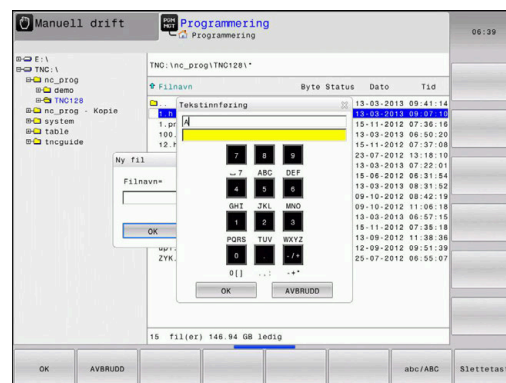 Manuell drift
PGM
MGT
Programmering
Programmering
06:39
E:\
TNC:\
nc_prog
demo
TNC128
nc_prog - Kopie
system
table
tncguide
TNC:\nc_prog\TNC128\*
Filnavn Byte Status Dato Tid
..
13-03-2013 09:41:14
1.h 13-03-2013 09:07:10
15-11-2012 07:36:16
100. 13-03-2013 06:50:20
15-11-2012 07:37:08
23-07-2012 13:18:10
13-03-2013 07:22:01
15-06-2012 06:31:54
13-03-2013 08:31:52
09-10-2012 08:42:19
09-10-2012 11:06:18
13-03-2013 06:57:15
15-11-2012 07:35:18
13-09-2012 11:38:36
12-09-2012 09:51:39
ZYK. 25-07-2012 06:55:07
Ny fil
Filnavn=
OK
Tekstinnføring
A
7 8 9
7 ABC DEF
4 5 6
GHI JKL MNO
1 2 3
PQRS TUV WXYZ
0 . -/+
0[] ..: -+*
OK AVBRUDD
15 fil(er) 146.94 GB ledig
OK AVBRUDD abc/ABC Slettetas